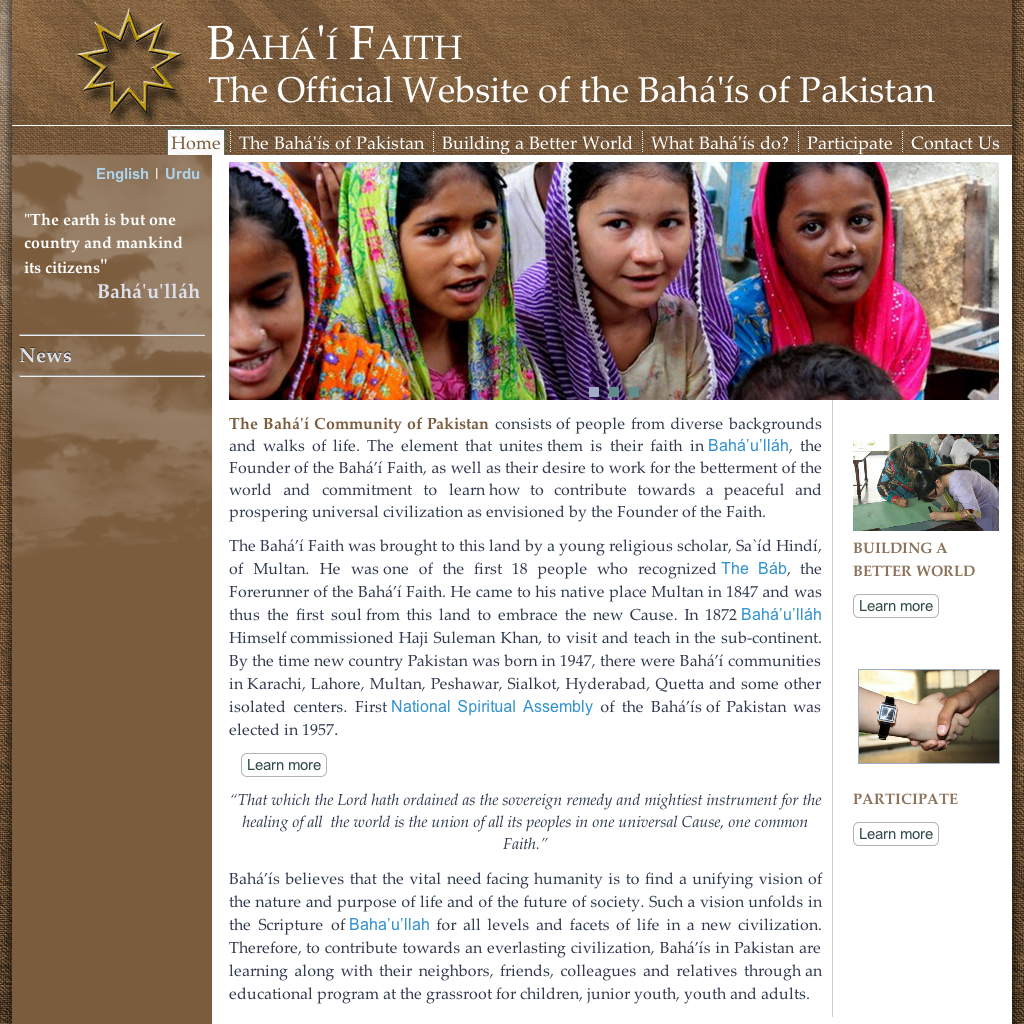 BAHÁ'Í FAITH
The Official Website of the Bahá'ís of Pakistan
Home
The Bahá'ís of Pakistan
Building a Better World
What Bahá'ís do?
Participate
Contact Us
English | Urdu
"The earth is but one
country and mankind
its citizens"
Bahá'u'lláh
News
The Bahá'í Community of Pakistan consists of people from diverse backgrounds
and walks of life. The element that unites them is their faith in Bahá’u’lláh, the
Founder of the Bahá’í Faith, as well as their desire to work for the betterment of the
world and commitment to learn how to contribute towards a peaceful and
prospering universal civilization as envisioned by the Founder of the Faith.
The Bahá’í Faith was brought to this land by a young religious scholar, Sa`íd Hindí,
of Multan. He was one of the first 18 people who recognized The Báb, the
Forerunner of the Bahá’í Faith. He came to his native place Multan in 1847 and was
thus the first soul from this land to embrace the new Cause. In 1872 Bahá’u’lláh
Himself commissioned Haji Suleman Khan, to visit and teach in the sub-continent.
By the time new country Pakistan was born in 1947, there were Bahá’í communities
in Karachi, Lahore, Multan, Peshawar, Sialkot, Hyderabad, Quetta and some other
isolated centers. First National Spiritual Assembly of the Bahá’ís of Pakistan was
elected in 1957.
Learn more
“That which the Lord hath ordained as the sovereign remedy and mightiest instrument for the
healing of all the world is the union of all its peoples in one universal Cause, one common
Faith.”
Bahá’ís believes that the vital need facing humanity is to find a unifying vision of
the nature and purpose of life and of the future of society. Such a vision unfolds in
the Scripture of Baha’u’llah for all levels and facets of life in a new civilization.
Therefore, to contribute towards an everlasting civilization, Bahá’ís in Pakistan are
learning along with their neighbors, friends, colleagues and relatives through an
educational program at the grassroot for children, junior youth, youth and adults.
BUILDING A
BETTER WORLD
Learn more
PARTICIPATE
Learn more